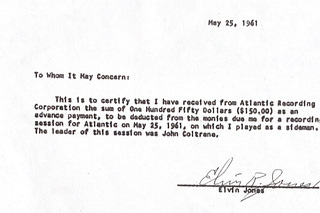 May 25, 1961
To Whom It May Concern:
This is to certify that I have received from Atlantic Recording
Corporation the sum of One Hundred Fifty Dollars ($150.00) as an
advance payment, to be deducted from the monies due me for a recording
session for Atlantic on May 25, 1961, on which I played as a sideman.
The leader of this session was John Coltrane.
Elvin R. Jones
Elvin Jones